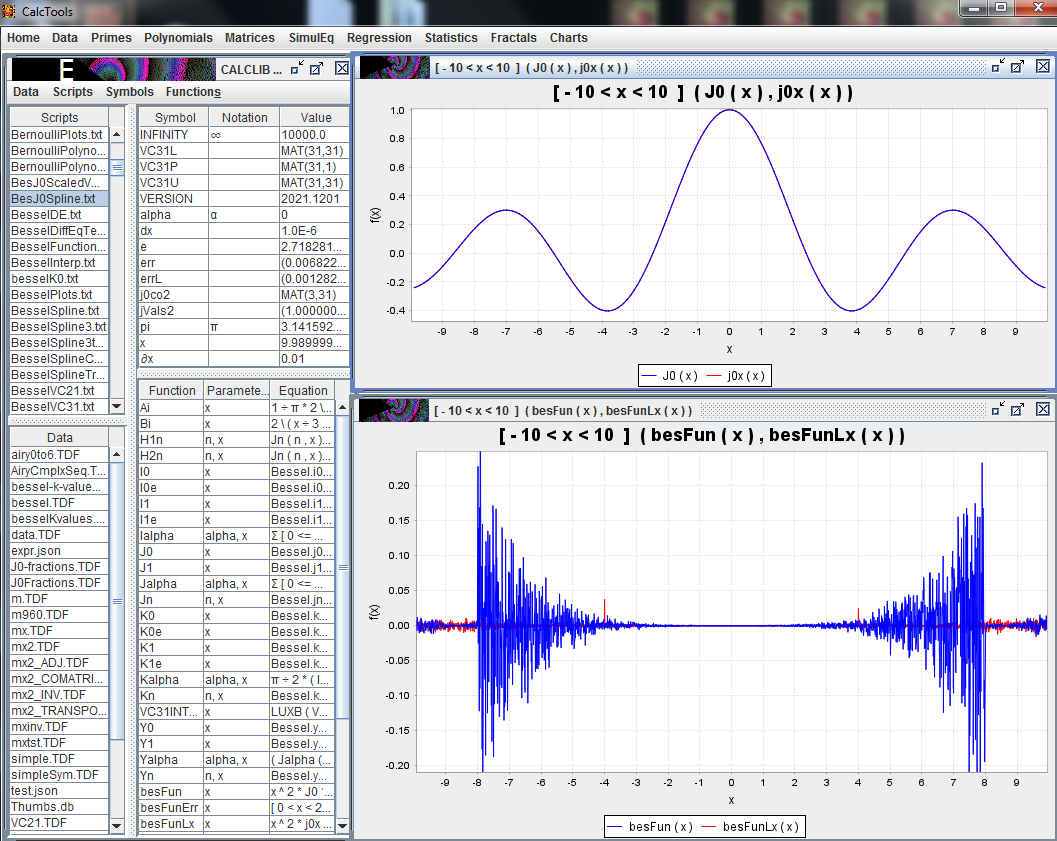 CalcTools
Home Data Primes Polynomials Matrices SimulEq Regression Statistics Fractals Charts
E CALCLIB ...
Data Scripts Symbols Functions
Scripts
BernoulliPlots.txt
BernoulliPolyno...
BernoulliPolyno...
BesJ0ScaledV...
BesJ0Spline.txt
BesselDE.txt
BesselDiffEqTe...
BesselFunction...
BesselInterp.txt
besselK0.txt
BesselPlots.txt
BesselSpline.txt
BesselSpline3.txt
BesselSpline3t...
BesselSplineC...
BesselSplineTr...
BesselVC21.txt
BesselVC31.txt
Data
airy0to6.TDF
AiryCmplxSeq.T...
bessel-k-value...
bessel.TDF
besselKvalues....
data.TDF
expr.json
J0-fractions.TDF
J0Fractions.TDF
m.TDF
m960.TDF
mx.TDF
mx2.TDF
mx2_ADJ.TDF
mx2_COMATRI...
mx2_INV.TDF
mx2_TRANSPO...
mxinv.TDF
mxtst.TDF
simple.TDF
simpleSym.TDF
test.json
Thumbs.db
VC21.TDF
Symbol Notation Value
INFINITY ∞ 10000.0
VC31L MAT(31,31)
VC31P MAT(31,1)
VC31U MAT(31,31)
VERSION 2021.1201
alpha α 0
dx 1.0E-6
e 2.718281...
err (0.006822...
errL (0.001282...
j0co2 MAT(3,31)
jVals2 (1.000000...
pi π 3.141592...
x 9.989999...
∂x 0.01
Function Paramete... Equation
Ai x 1 ÷ π * 2 \...
Bi x 2 \ ( x ÷ 3 ...
H1n n, x Jn ( n , x )...
H2n n, x Jn ( n , x )...
I0 x Bessel.i0...
I0e x Bessel.i0...
I1 x Bessel.i1...
I1e x Bessel.i1...
Ialpha alpha, x Σ [ 0 <= ...
J0 x Bessel.j0...
J1 x Bessel.j1...
Jalpha alpha, x Σ [ 0 <= ...
Jn n, x Bessel.jn...
K0 x Bessel.k...
K0e x Bessel.k...
K1 x Bessel.k...
K1e x Bessel.k...
Kalpha alpha, x π ÷ 2 * ( I...
Kn n, x Bessel.k...
VC31INT... x LUXB ( V...
Y0 x Bessel.y...
Y1 x Bessel.y...
Yalpha alpha, x ( Jalpha (...
Yn n, x Bessel.y...
besFun x x ^ 2 * J0 '...
besFunErr x [ 0 < x < 2...
besFunLx x x ^ 2 * j0x ...
[ - 10 < x < 10 ] ( J0 ( x ) , j0x ( x ) )
[ - 10 < x < 10 ] ( J0 ( x ) , j0x ( x ) )
1.0
0.8
0.6
0.4
0.2
0.0
-0.2
-0.4
f(x)
-9 -8 -7 -6 -5 -4 -3 -2 -1 0 1 2 3 4 5 6 7 8 9
x
J0 ( x ) j0x ( x )
[ - 10 < x < 10 ] ( besFun ( x ) , besFunLx ( x ) )
[ - 10 < x < 10 ] ( besFun ( x ) , besFunLx ( x ) )
0.20
0.15
0.10
0.05
0.00
-0.05
-0.10
-0.15
-0.20
f(x)
-9 -8 -7 -6 -5 -4 -3 -2 -1 0 1 2 3 4 5 6 7 8 9
x
besFun ( x ) besFunLx ( x )